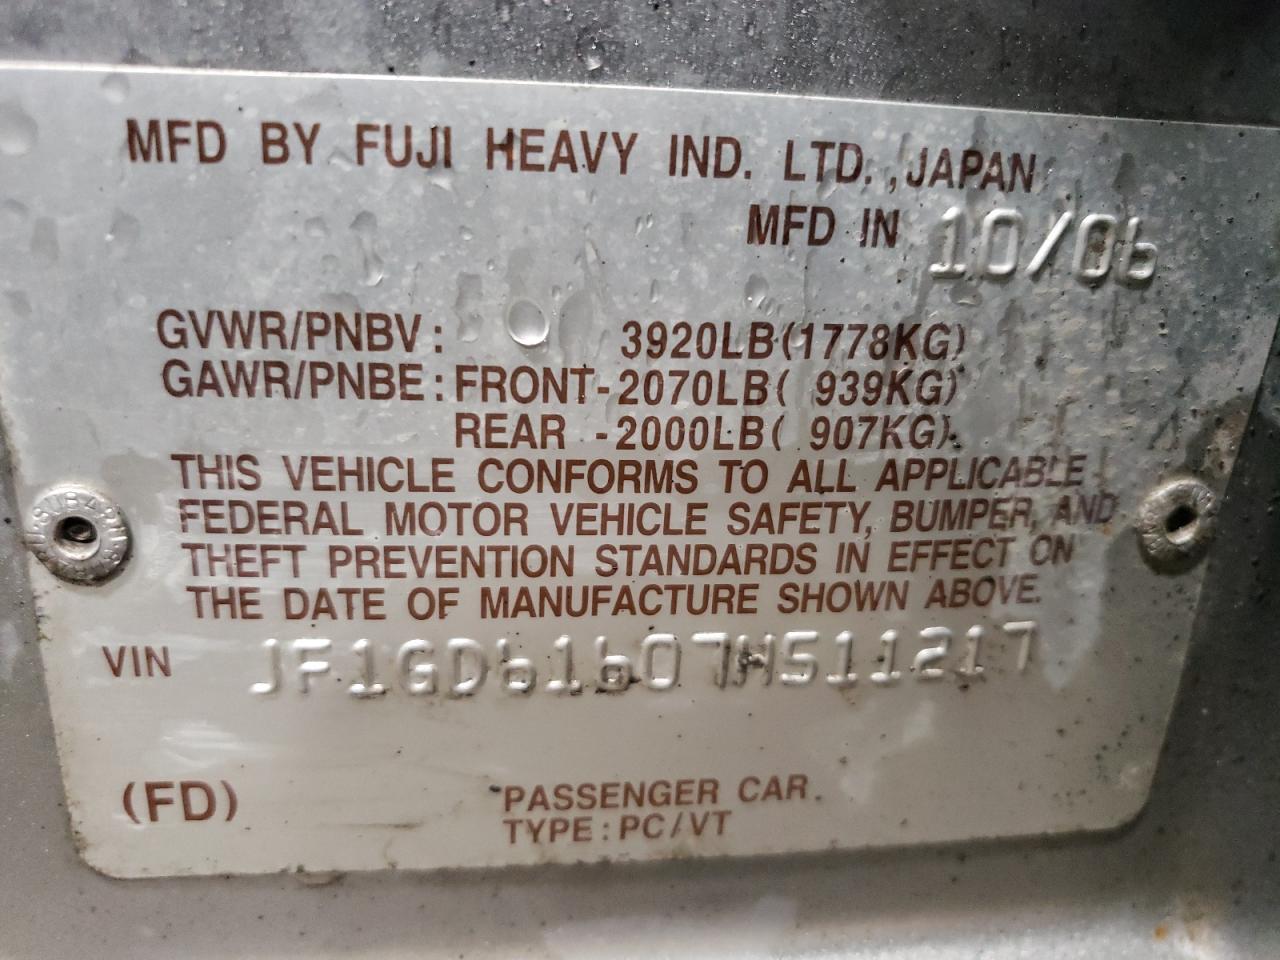 MFD BY FUJI HEAVY IND. LTD., JAPAN
MFD IN 10/06
GVWR/PNBV: 3920LB(1778KG)
GAWR/PNBE: FRONT-2070LB( 939KG)
REAR -2000LB( 907KG).
THIS VEHICLE CONFORMS TO ALL APPLICABLE
FEDERAL MOTOR VEHICLE SAFETY, BUMPER, AND
THEFT PREVENTION STANDARDS IN EFFECT ON
THE DATE OF MANUFACTURE SHOWN ABOVE.
VIN JF1GD61607H511217
(FD)
PASSENGER CAR
TYPE: PC/VT